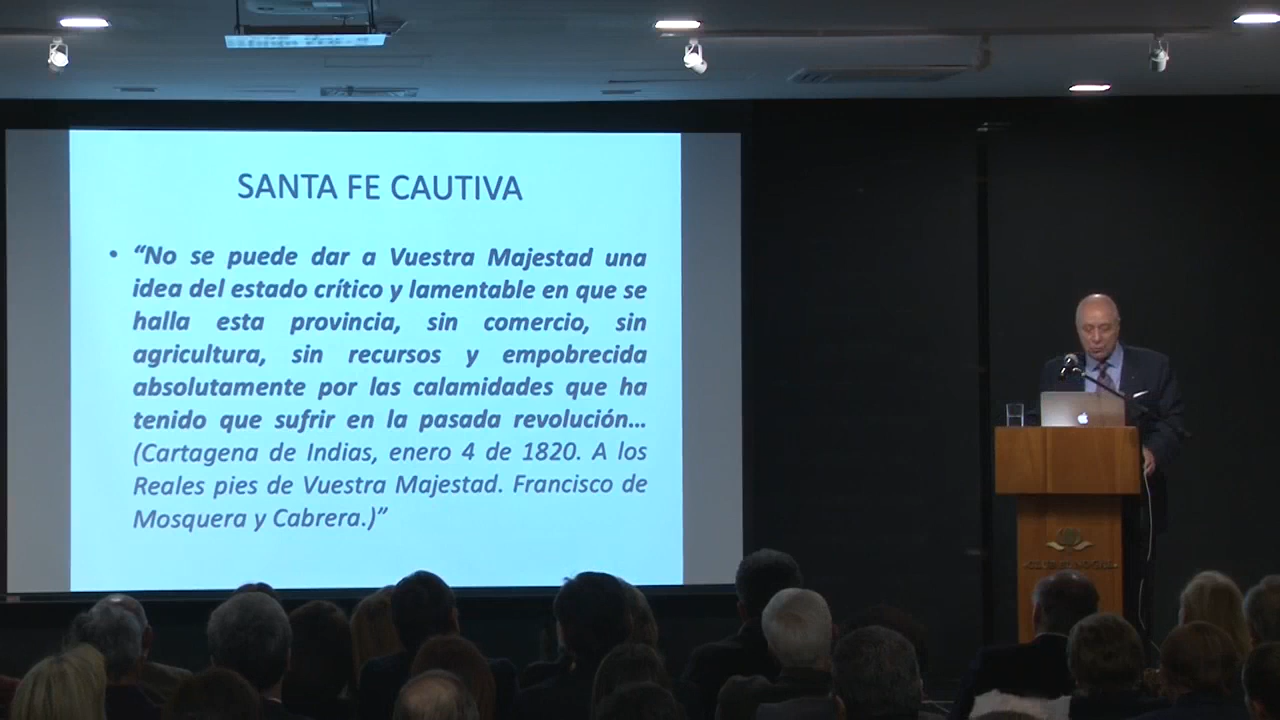 SANTA FE CAUTIVA
• “No se puede dar a Vuestra Majestad una
idea del estado crítico y lamentable en que se
halla esta provincia, sin comercio, sin
agricultura, sin recursos y empobrecida
absolutamente por las calamidades que ha
tenido que sufrir en la pasada revolución...
(Cartagena de Indias, enero 4 de 1820. A los
Reales pies de Vuestra Majestad. Francisco de
Mosquera y Cabrera.)”